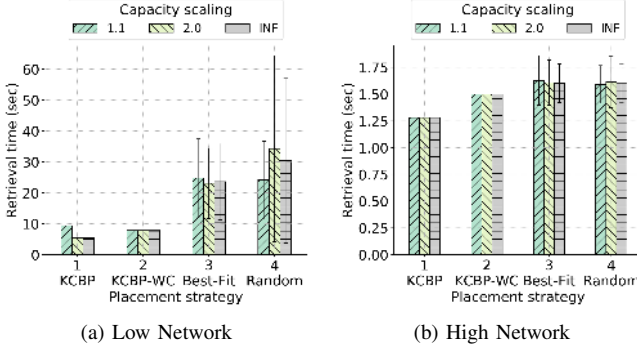 Capacity scaling
1.1 2.0 INF
Retrieval time (sec)
60
50
40
30
20
10
0
1 2 3 4
KCBP KCBP-WC Best-Fit Random
Placement strategy
(a) Low Network
Capacity scaling
1.1 2.0 INF
Retrieval time (sec)
1.75
1.50
1.25
1.00
0.75
0.50
0.25
0.00
1 2 3 4
KCBP KCBP-WC Best-Fit Random
Placement strategy
(b) High Network